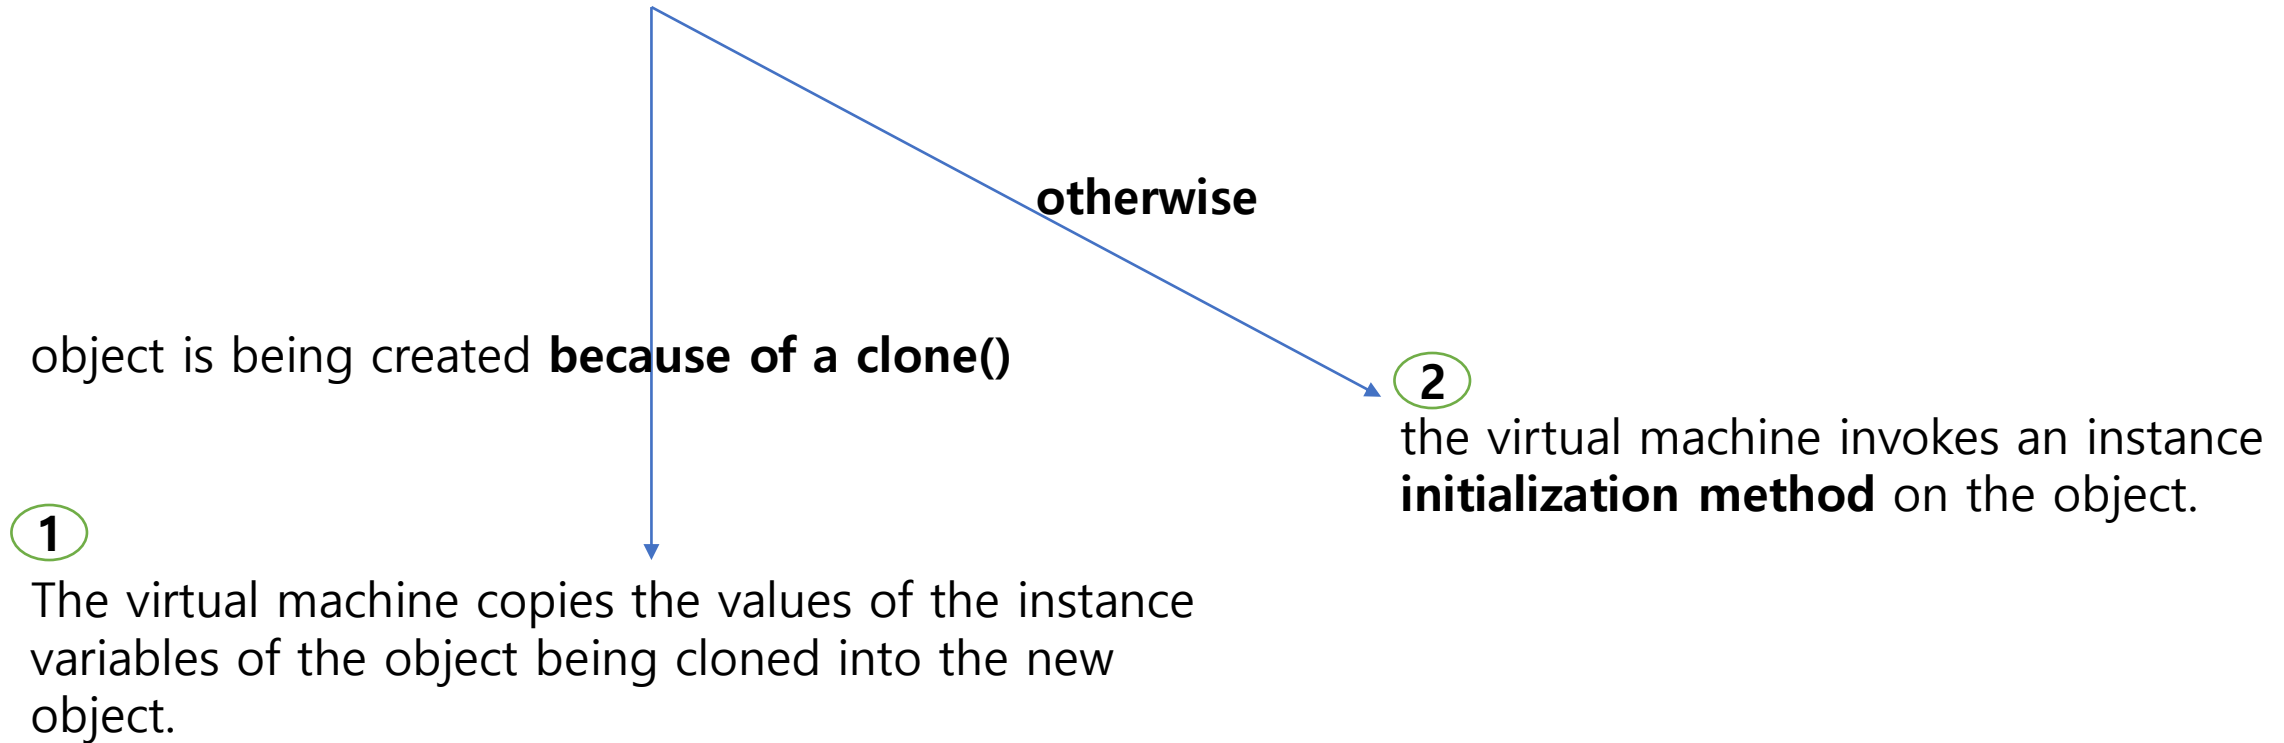 otherwise
object is being created because of a clone()
2
the virtual machine invokes an instance
initialization method on the object.
1
The virtual machine copies the values of the instance
variables of the object being cloned into the new
object.